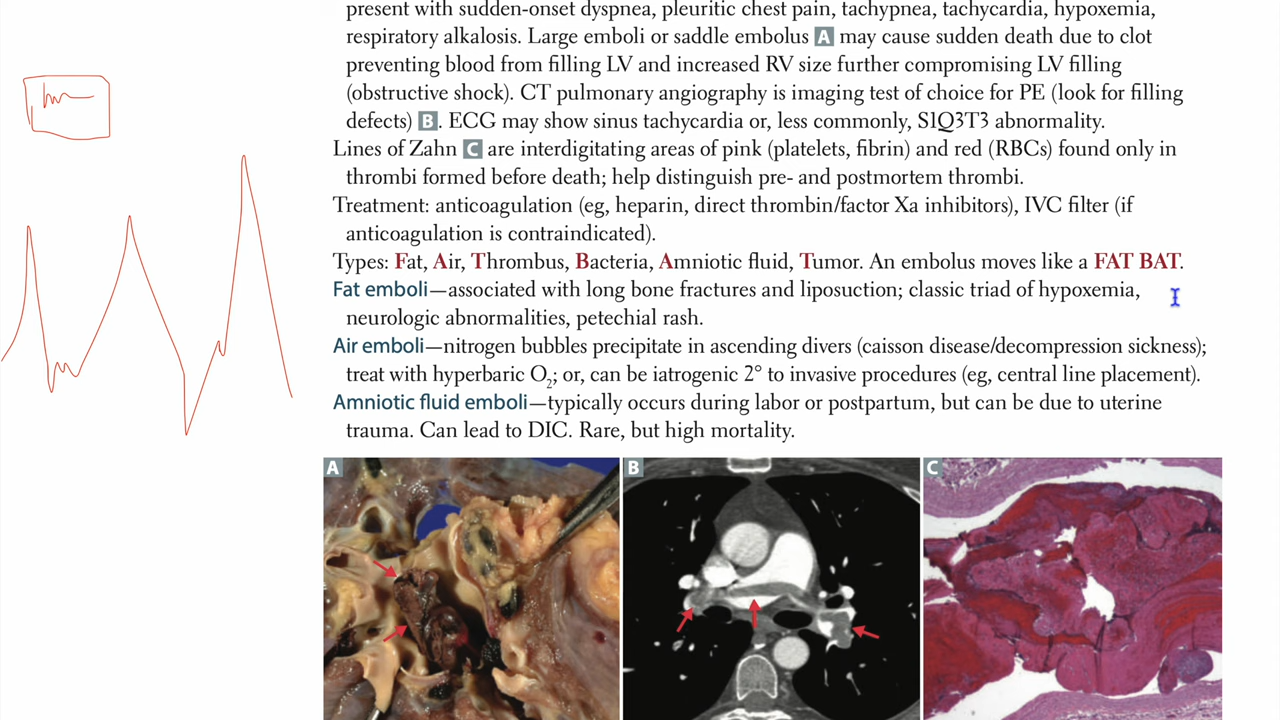 present with sudden-onset dyspnea, pleuritic chest pain, tachypnea, tachycardia, hypoxemia,
respiratory alkalosis. Large emboli or saddle embolus A may cause sudden death due to clot
preventing blood from filling LV and increased RV size further compromising LV filling
(obstructive shock). CT pulmonary angiography is imaging test of choice for PE (look for filling
defects) B. ECG may show sinus tachycardia or, less commonly, S1Q3T3 abnormality.
Lines of Zahn C are interdigitating areas of pink (platelets, fibrin) and red (RBCs) found only in
thrombi formed before death; help distinguish pre- and postmortem thrombi.
Treatment: anticoagulation (eg, heparin, direct thrombin/factor Xa inhibitors), IVC filter (if
anticoagulation is contraindicated).
Types: Fat, Air, Thrombus, Bacteria, Amniotic fluid, Tumor. An embolus moves like a FAT BAT.
Fat emboli—associated with long bone fractures and liposuction; classic triad of hypoxemia,
neurologic abnormalities, petechial rash.
Air emboli—nitrogen bubbles precipitate in ascending divers (caisson disease/decompression sickness);
treat with hyperbaric O₂; or, can be iatrogenic 2° to invasive procedures (eg, central line placement).
Amniotic fluid emboli—typically occurs during labor or postpartum, but can be due to uterine
trauma. Can lead to DIC. Rare, but high mortality.
A B C